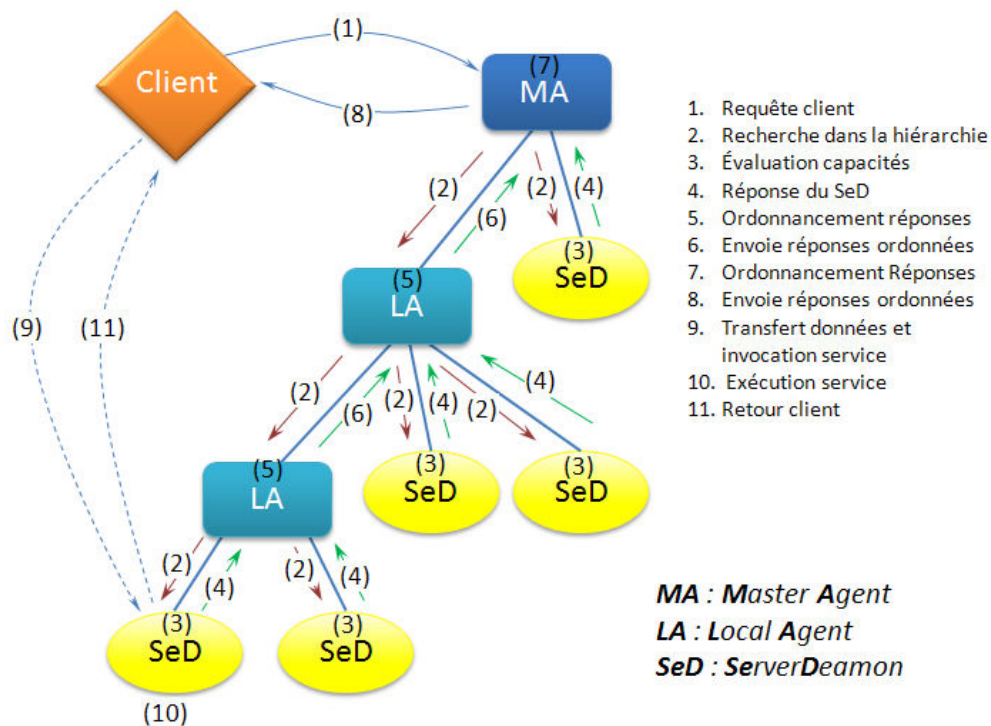 (1)
Client
(7)
MA
(8)
(2)
(2)
(4)
(6)
(3)
SeD
(5)
LA
(9)
(11)
(2)
(6)
(2)
(4)
(2)
(4)
(5)
LA
(3)
SeD
(3)
SeD
(2)
(4)
(2)
(4)
(3)
SeD
(3)
SeD
(10)
1. Requête client
2. Recherche dans la hiérarchie
3. Évaluation capacités
4. Réponse du SeD
5. Ordonnancement réponses
6. Envoie réponses ordonnées
7. Ordonnancement Réponses
8. Envoie réponses ordonnées
9. Transfert données et
invocation service
10. Exécution service
11. Retour client
MA : Master Agent
LA : Local Agent
SeD : ServerDeamon